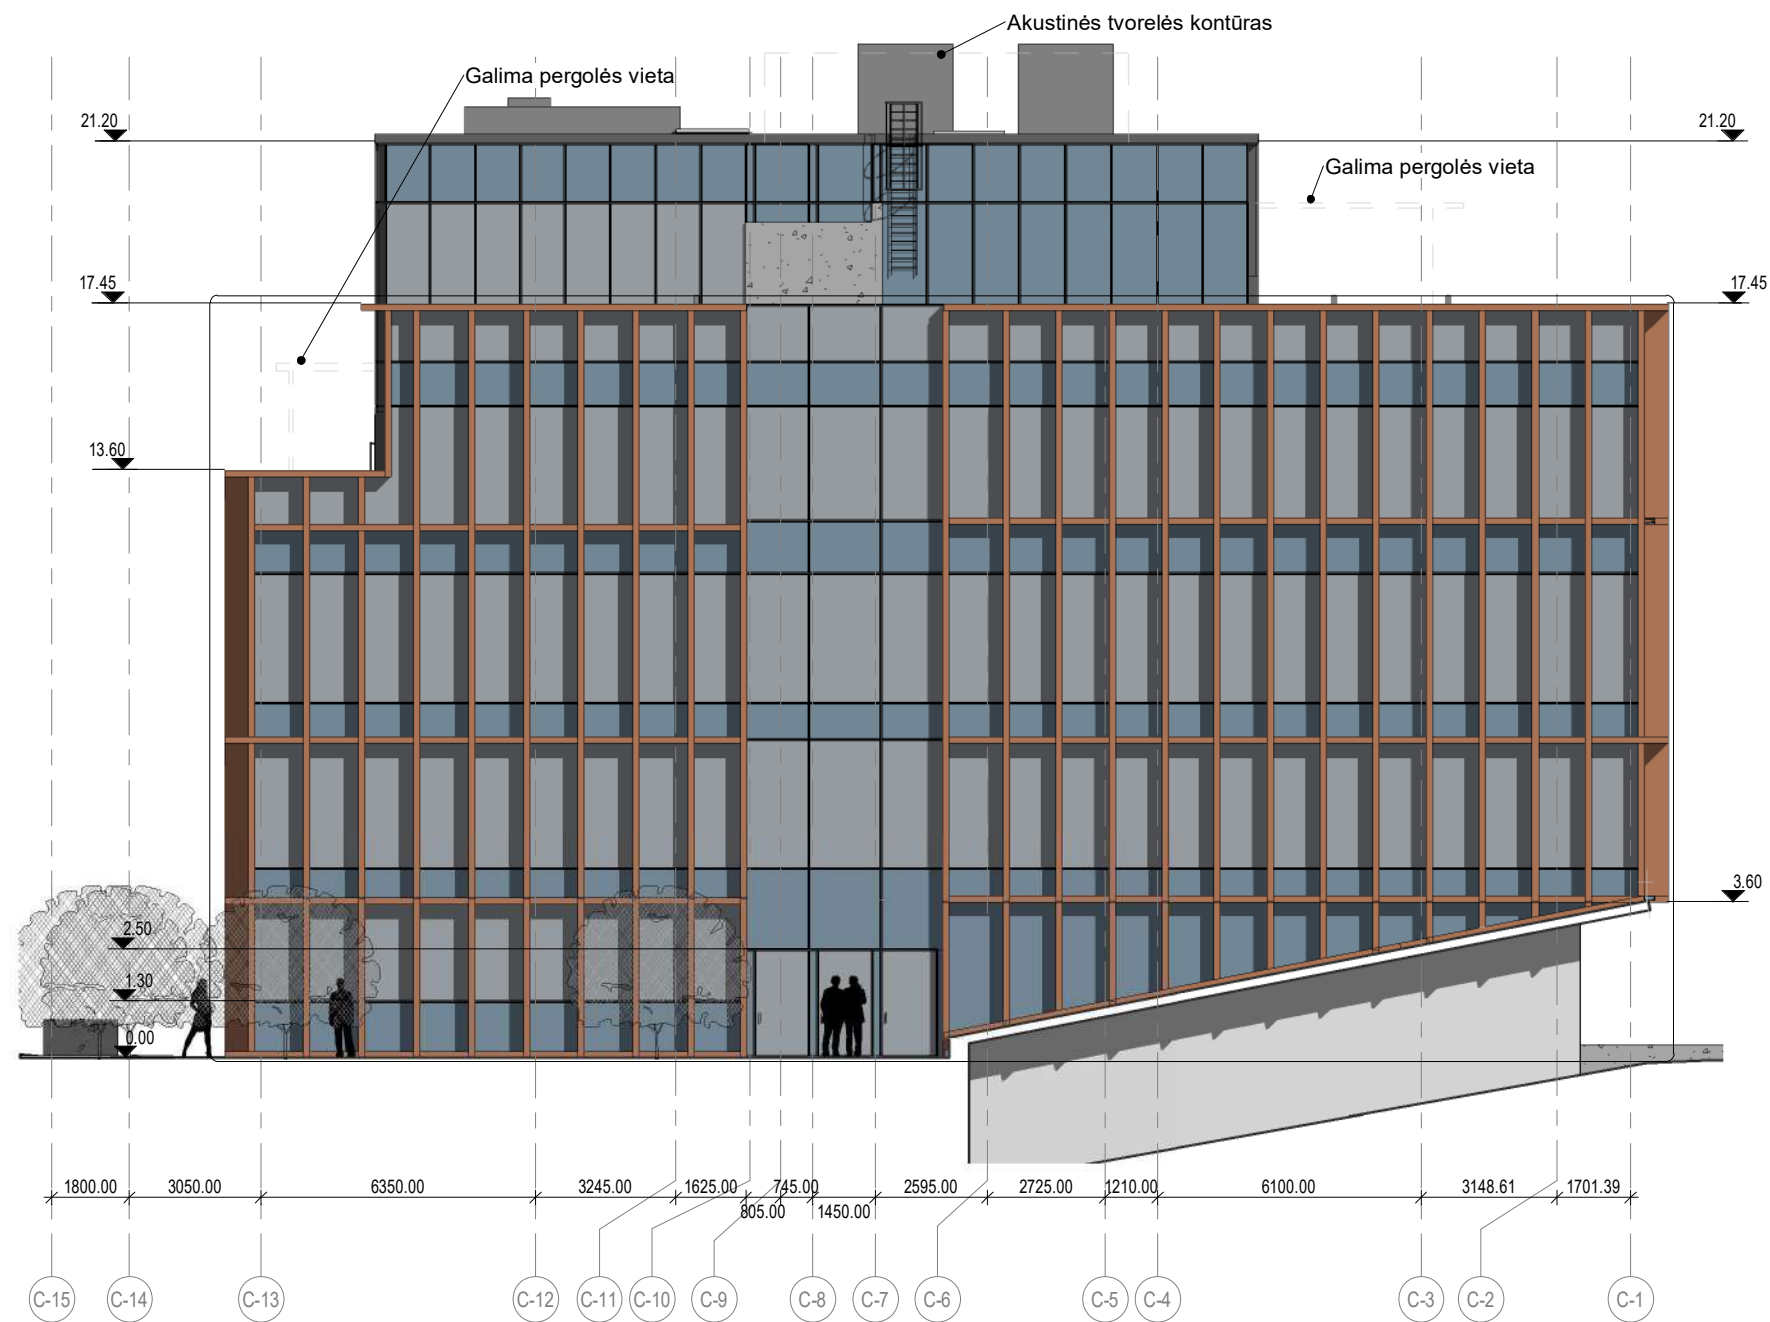 Akustinės tvorelės kontūras
Galima pergolės vieta
21.20
21.20
Galima pergolės vieta
17.45
17.45
13.60
3.60
2.50
1.30
0.00
1800.00 3050.00 6350.00 3245.00 1625.00 745.00 2595.00 2725.00 1210.00 6100.00 3148.61 1701.39
805.00 1450.00
C-15 C-14 C-13 C-12 C-11 C-10 C-9 C-8 C-7 C-6 C-5 C-4 C-3 C-2 C-1